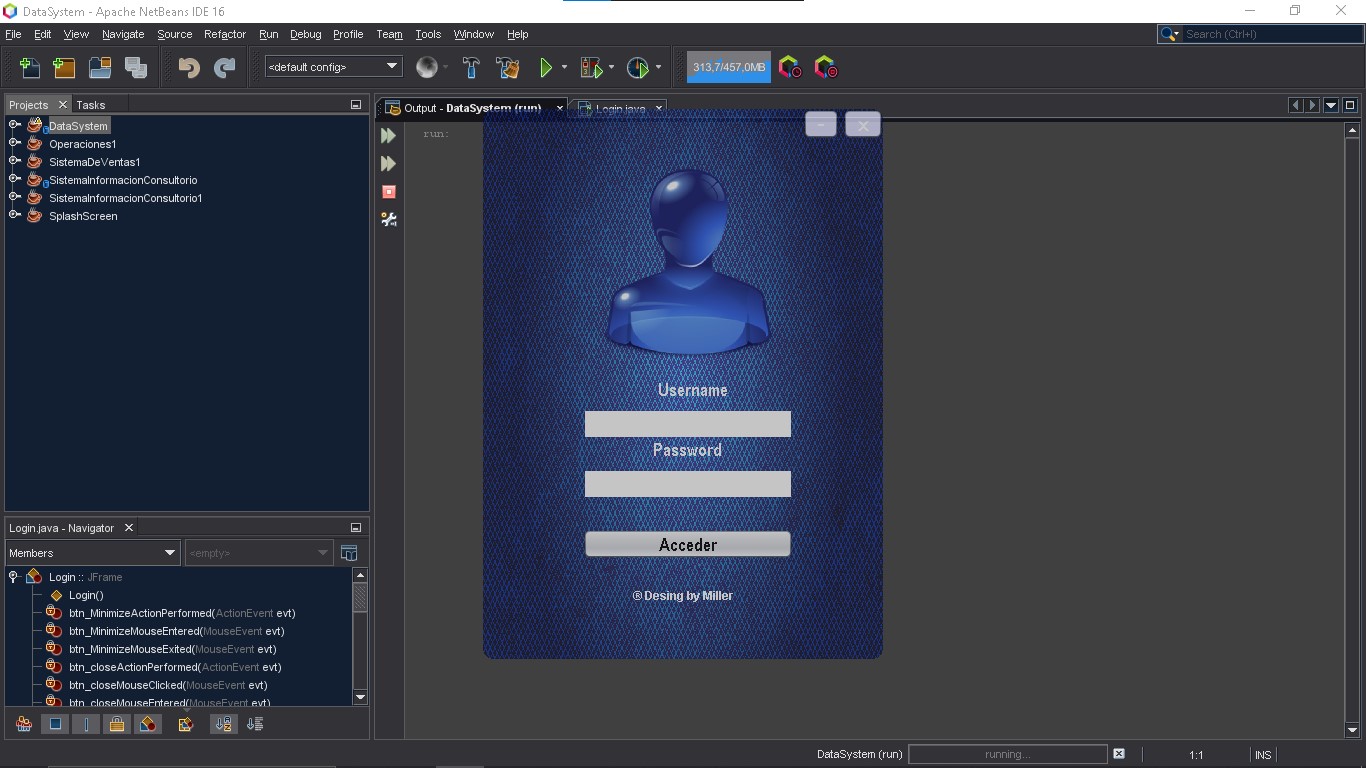 DataSystem - Apache NetBeans IDE 16
File Edit View Navigate Source Refactor Run Debug Profile Team Tools Window Help
Search (Ctrl+I)
<default config>
313,7/457,0MB
Projects
Tasks
DataSystem
Operaciones1
SistemaDeVentas1
SistemaInformacionConsultorio
SistemaInformacionConsultorio1
SplashScreen
Output - DataSystem (run)
Login.java
run:
Username
Password
Acceder
® Desing by Miller
Login.java - Navigator
Members
<empty>
Login :: JFrame
Login()
btn_MinimizeActionPerformed(ActionEvent evt)
btn_MinimizeMouseEntered(MouseEvent evt)
btn_MinimizeMouseExited(MouseEvent evt)
btn_closeActionPerformed(ActionEvent evt)
btn_closeMouseClicked(MouseEvent evt)
btn_closeMouseEntered(MouseEvent evt)
DataSystem (run)
running...
1:1
INS